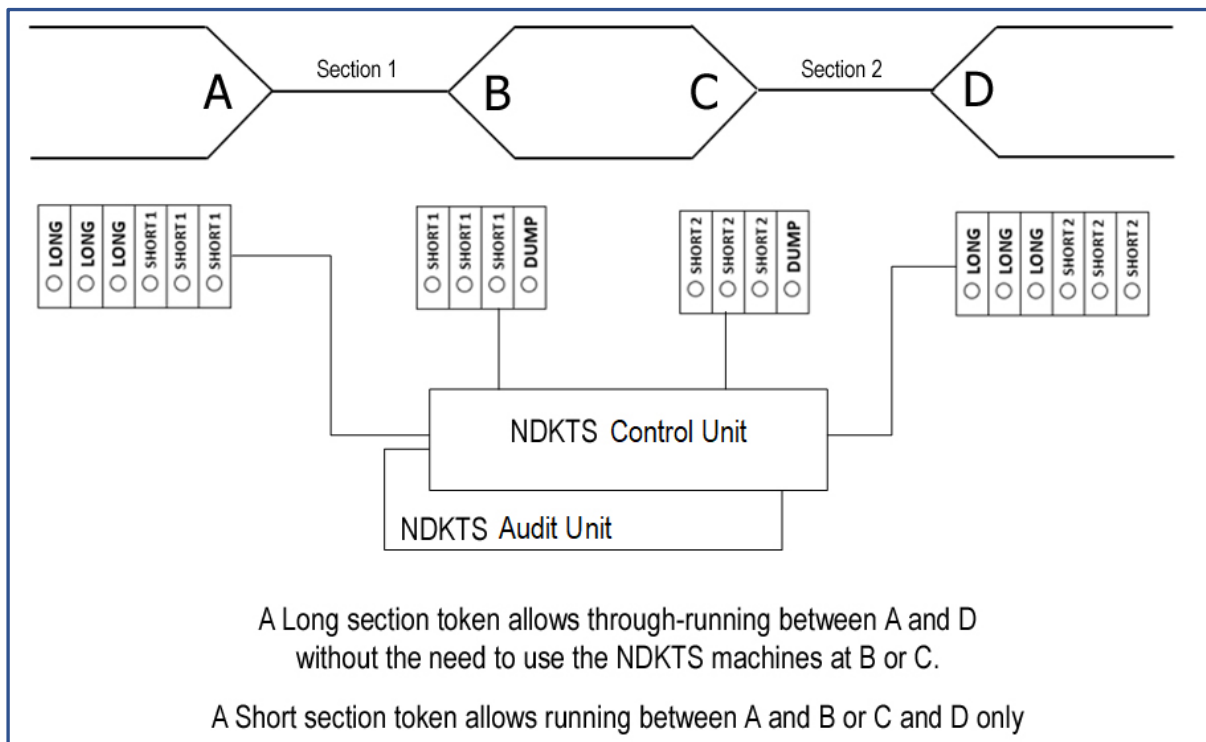 Section 1
Section 2
A
B
C
D
LONG
LONG
LONG
SHORT 1
SHORT 1
SHORT 1
SHORT 1
SHORT 1
SHORT 1
DUMP
SHORT 2
SHORT 2
SHORT 2
DUMP
LONG
LONG
LONG
SHORT 2
SHORT 2
SHORT 2
NDKTS Control Unit
NDKTS Audit Unit
A Long section token allows through-running between A and D
without the need to use the NDKTS machines at B or C.
A Short section token allows running between A and B or C and D only